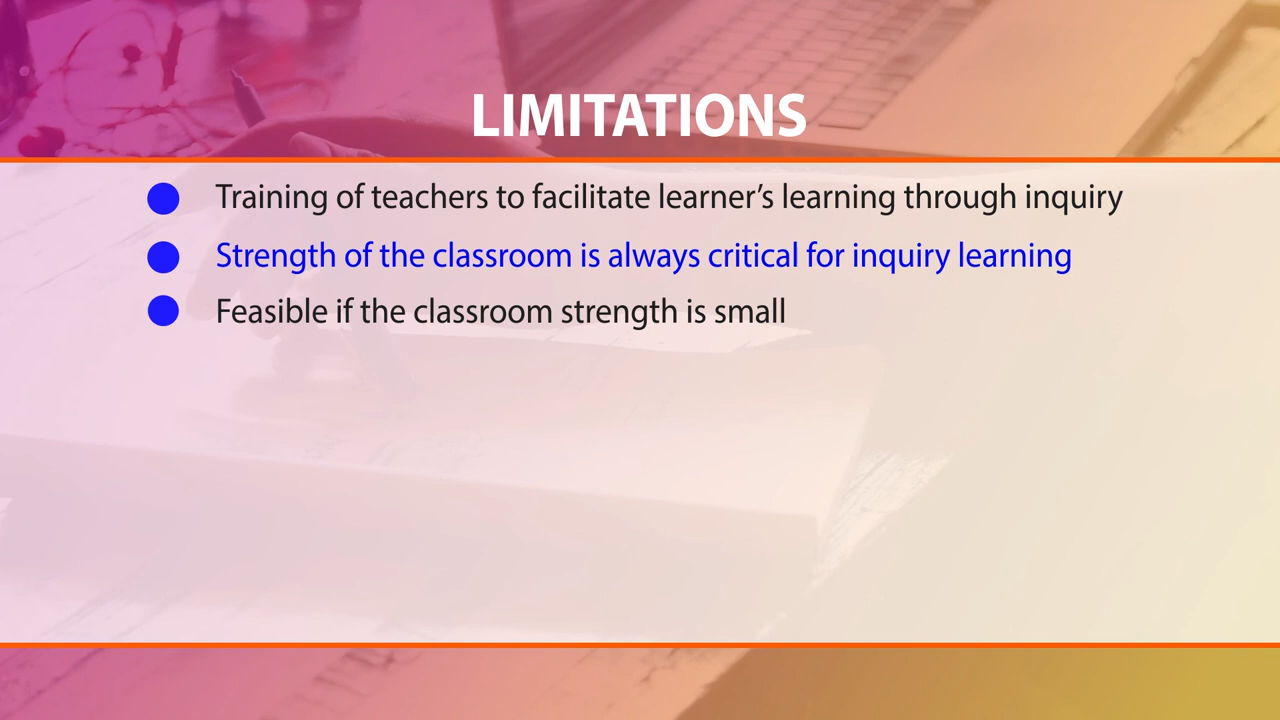 LIMITATIONS
Training of teachers to facilitate learner’s learning through inquiry
Strength of the classroom is always critical for inquiry learning
Feasible if the classroom strength is small